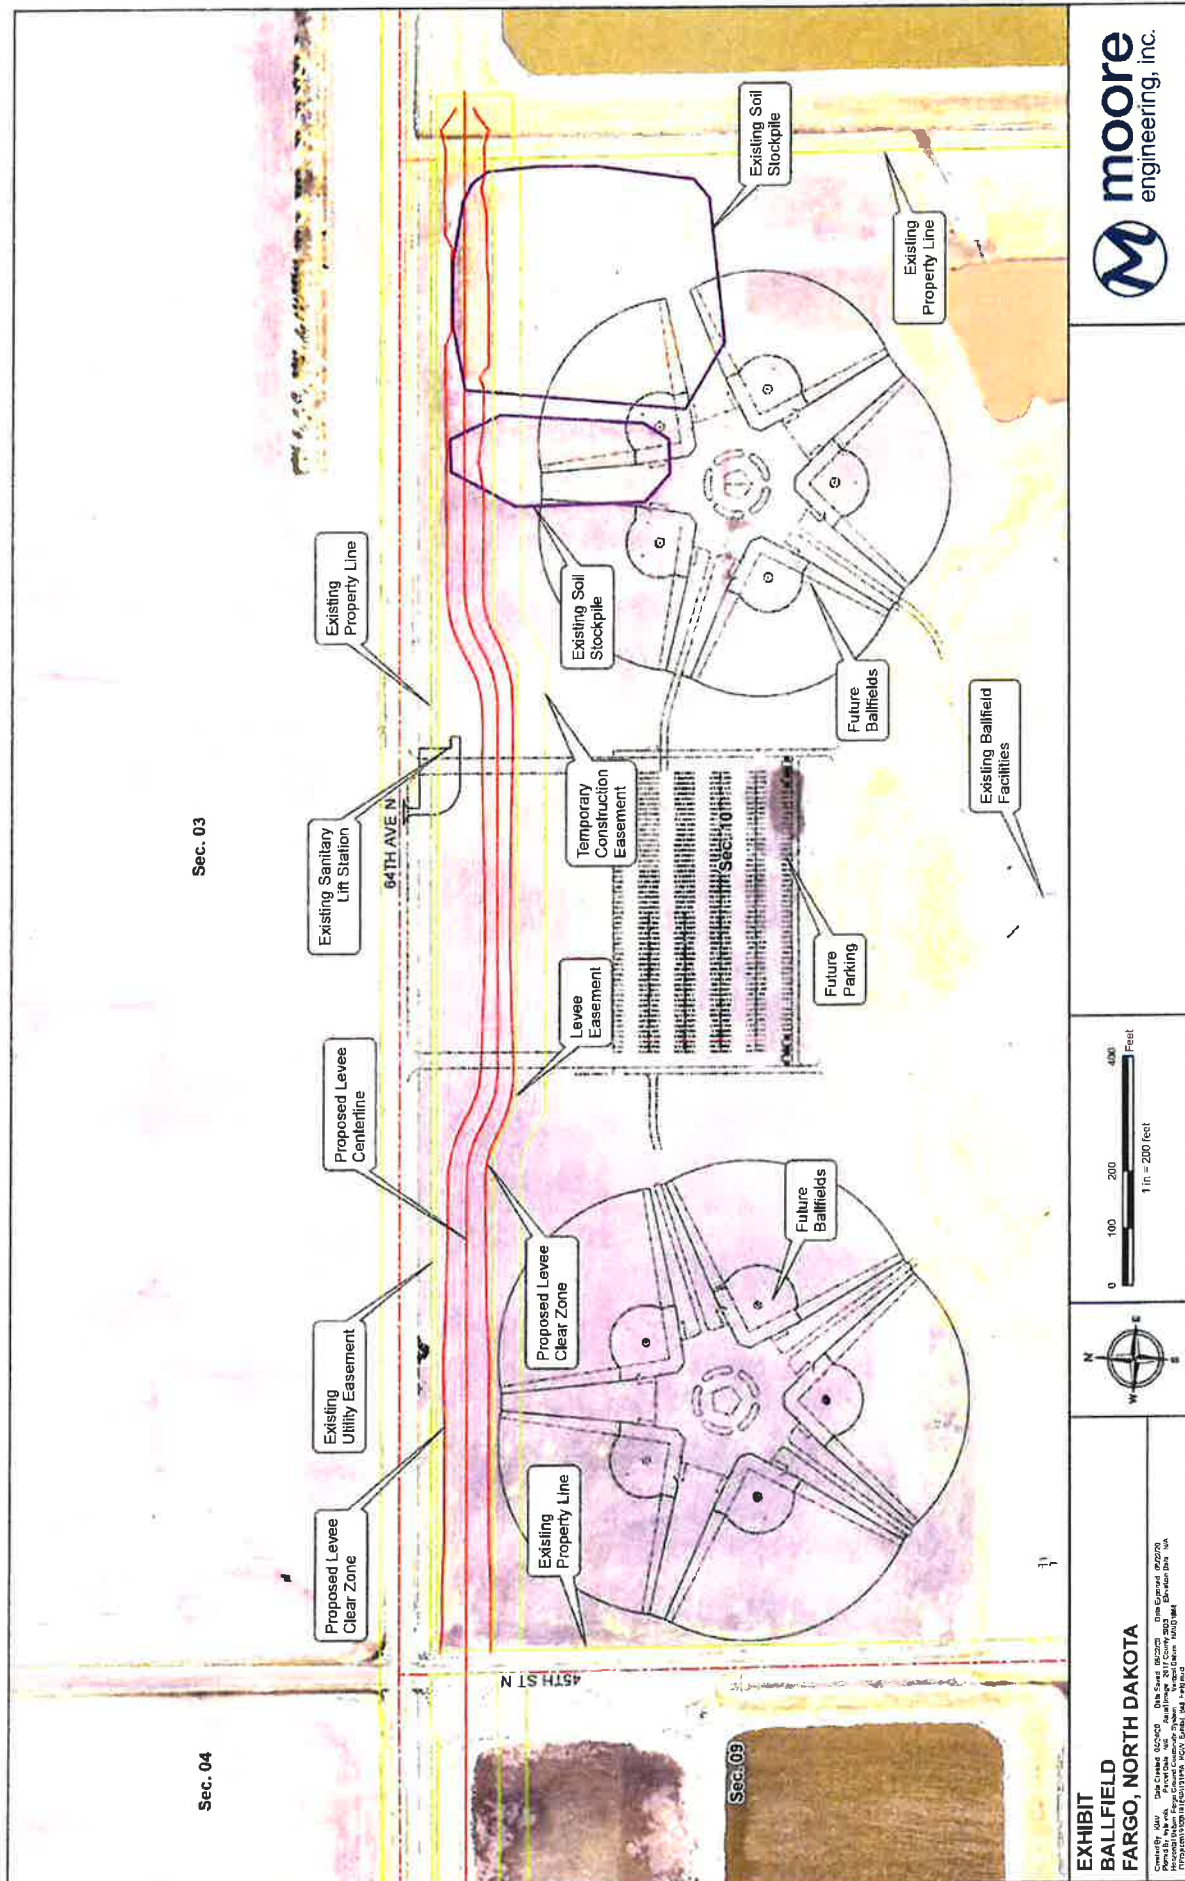 Sec. 04
Sec. 03
Proposed Levee
Clear Zone
Existing
Utility Easement
Proposed Levee
Centerline
Existing Sanitary
Lift Station
Existing
Property Line
64TH AVE N
45TH ST N
Existing
Property Line
Proposed Levee
Clear Zone
Levee
Easement
Temporary
Construction
Easement
Existing Soil
Stockpile
Existing Soil
Stockpile
Sec. 09
Sec. 10
Future
Ballfields
Future
Parking
Future
Ballfields
Existing
Property Line
Existing Ballfield
Facilities
EXHIBIT
BALLFIELD
FARGO, NORTH DAKOTA
N
W
E
S
0
100
200
400
Feet
1 in = 200 feet
M
moore
engineering, inc.